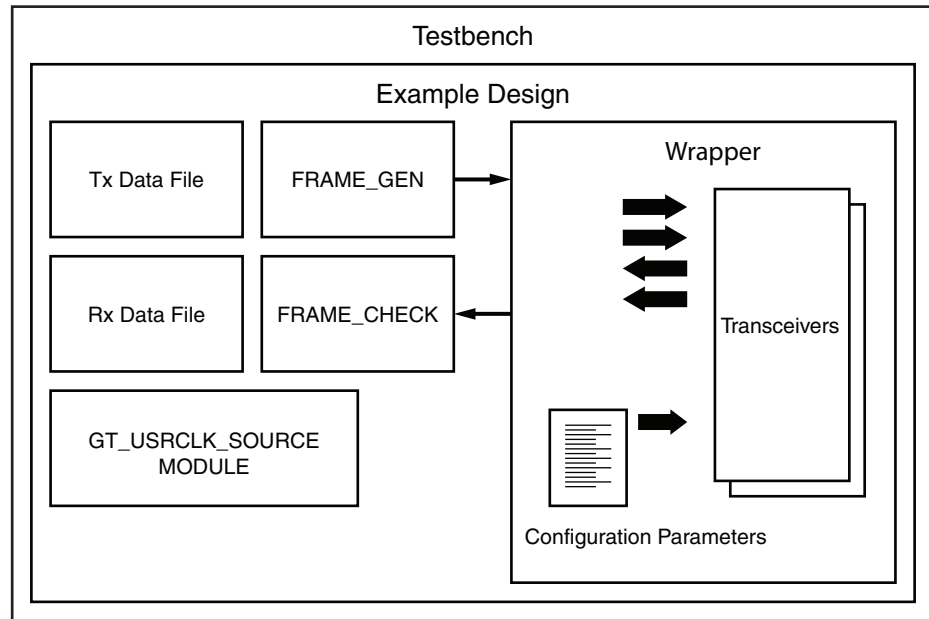 Testbench
Example Design
Tx Data File
FRAME_GEN
Wrapper
Rx Data File
FRAME_CHECK
Transceivers
GT_USRCLK_SOURCE
MODULE
Configuration Parameters